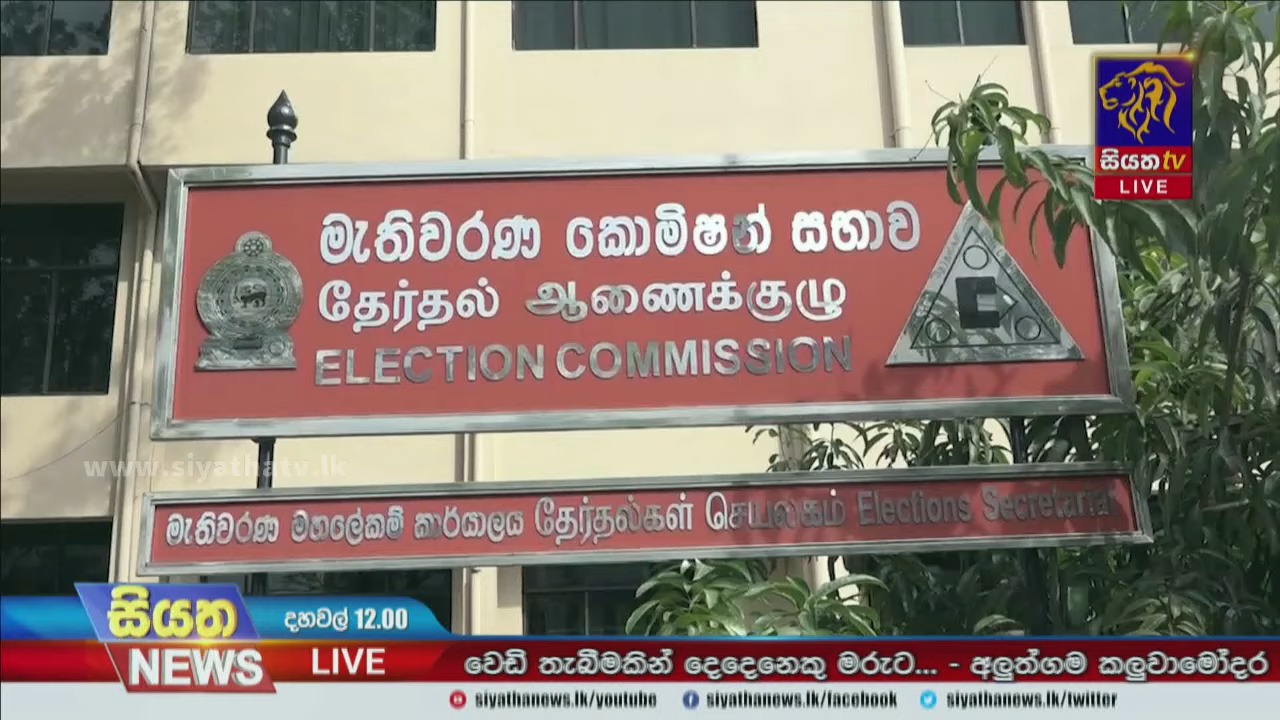 සියත tv
LIVE
මැතිවරණ කොමිෂන් සභාව
தேர்தல் ஆணைக்குழு
ELECTION COMMISSION
www.siyathatv.lk
මැතිවරණ මහලේකම් කාර්යාලය தேர்தல்கள் செயலகம் Elections Secretariat
සියත NEWS
දහවල් 12.00
LIVE
වෙඩි තැබීමකින් දෙදෙනෙකු මරුට... - අලුත්ගම කලුවාමෝදර
siyathanews.lk/youtube siyathanews.lk/facebook siyathanews.lk/twitter